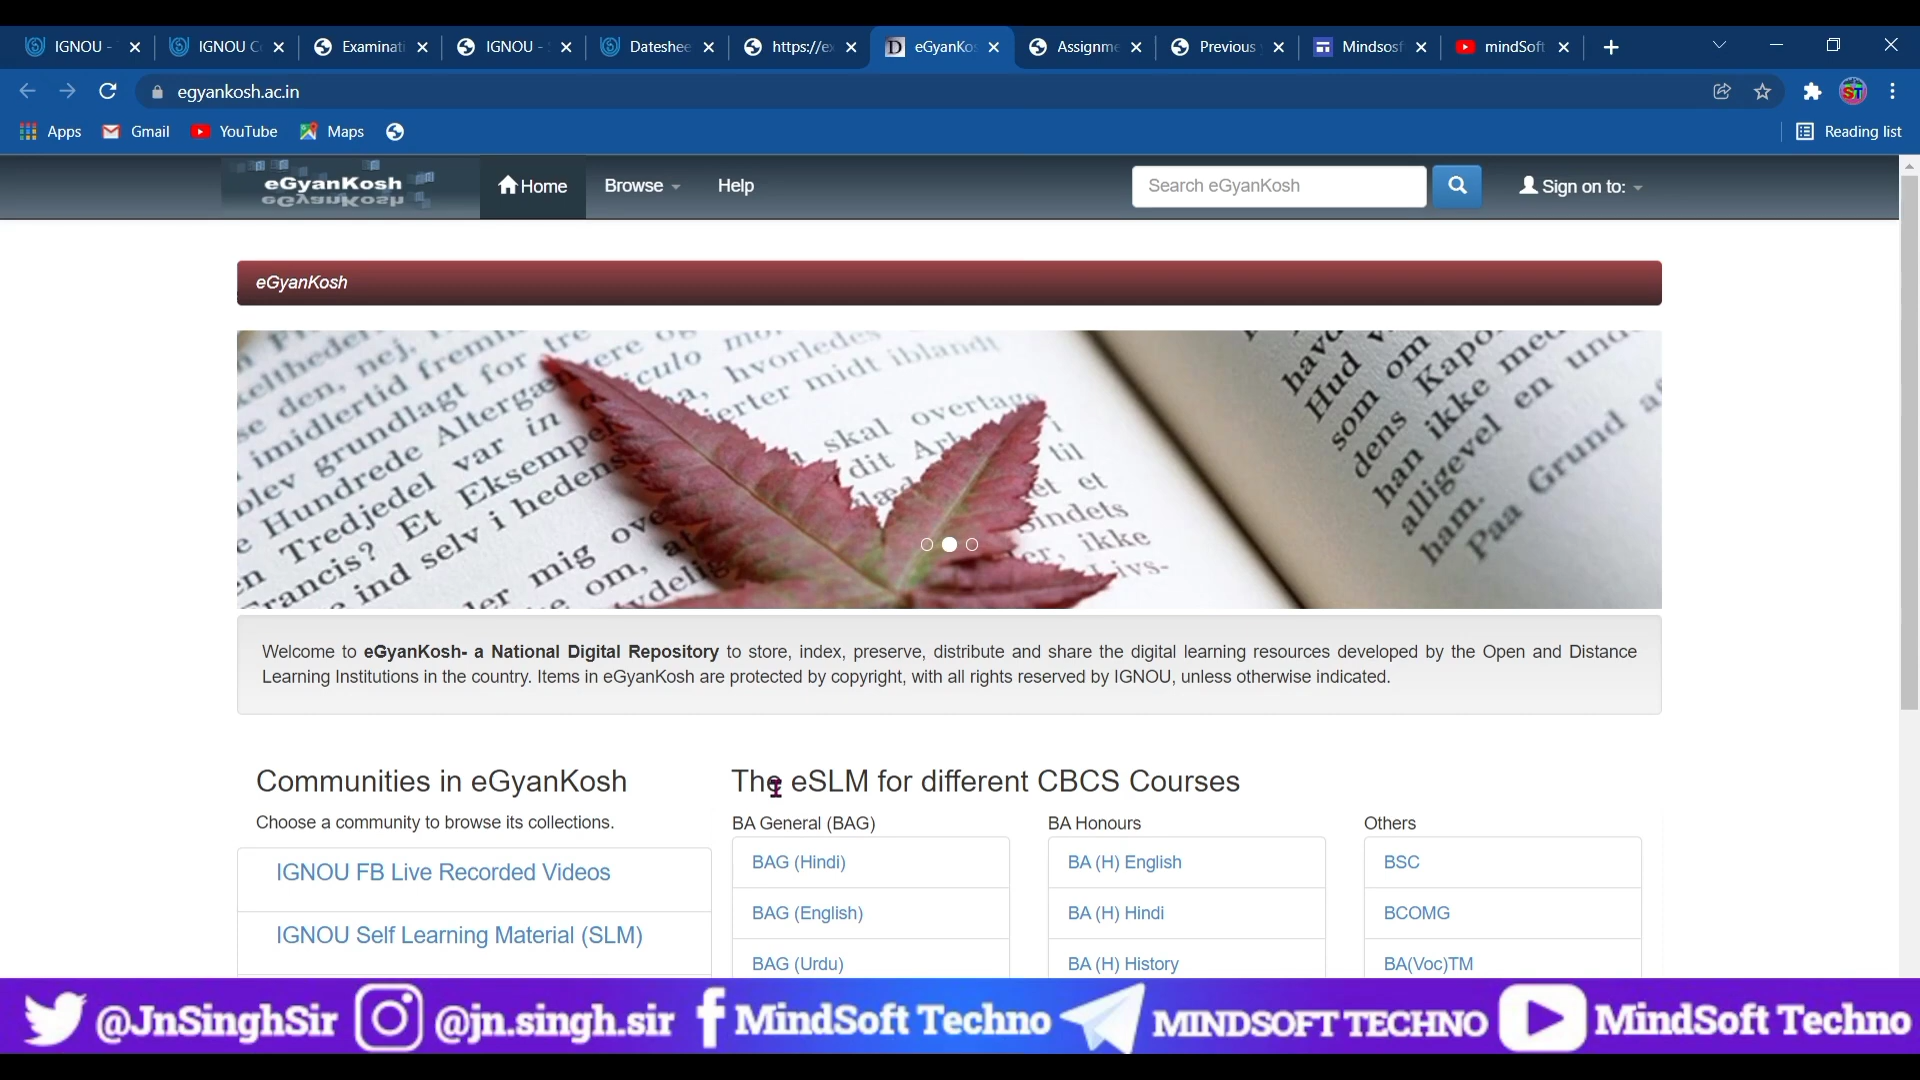 IGNOU -
IGNOU C
Examinat
IGNOU -
Dateshee
https://ex
eGyanKos
Assignme
Previous
Mindsosf
mindSoft
egyankosh.ac.in
ST
Apps
Gmail
YouTube
Maps
Reading list
eGyanKosh
Home
Browse
Help
Search eGyanKosh
Sign on to:
eGyanKosh
Welcome to eGyanKosh- a National Digital Repository to store, index, preserve, distribute and share the digital learning resources developed by the Open and Distance
Learning Institutions in the country. Items in eGyanKosh are protected by copyright, with all rights reserved by IGNOU, unless otherwise indicated.
Communities in eGyanKosh
Choose a community to browse its collections.
IGNOU FB Live Recorded Videos
IGNOU Self Learning Material (SLM)
The eSLM for different CBCS Courses
BA General (BAG)
BAG (Hindi)
BAG (English)
BAG (Urdu)
BA Honours
BA (H) English
BA (H) Hindi
BA (H) History
Others
BSC
BCOMG
BA(Voc)TM
@JnSinghSir
@jn.singh.sir
MindSoft Techno
MINDSOFT TECHNO
MindSoft Techno